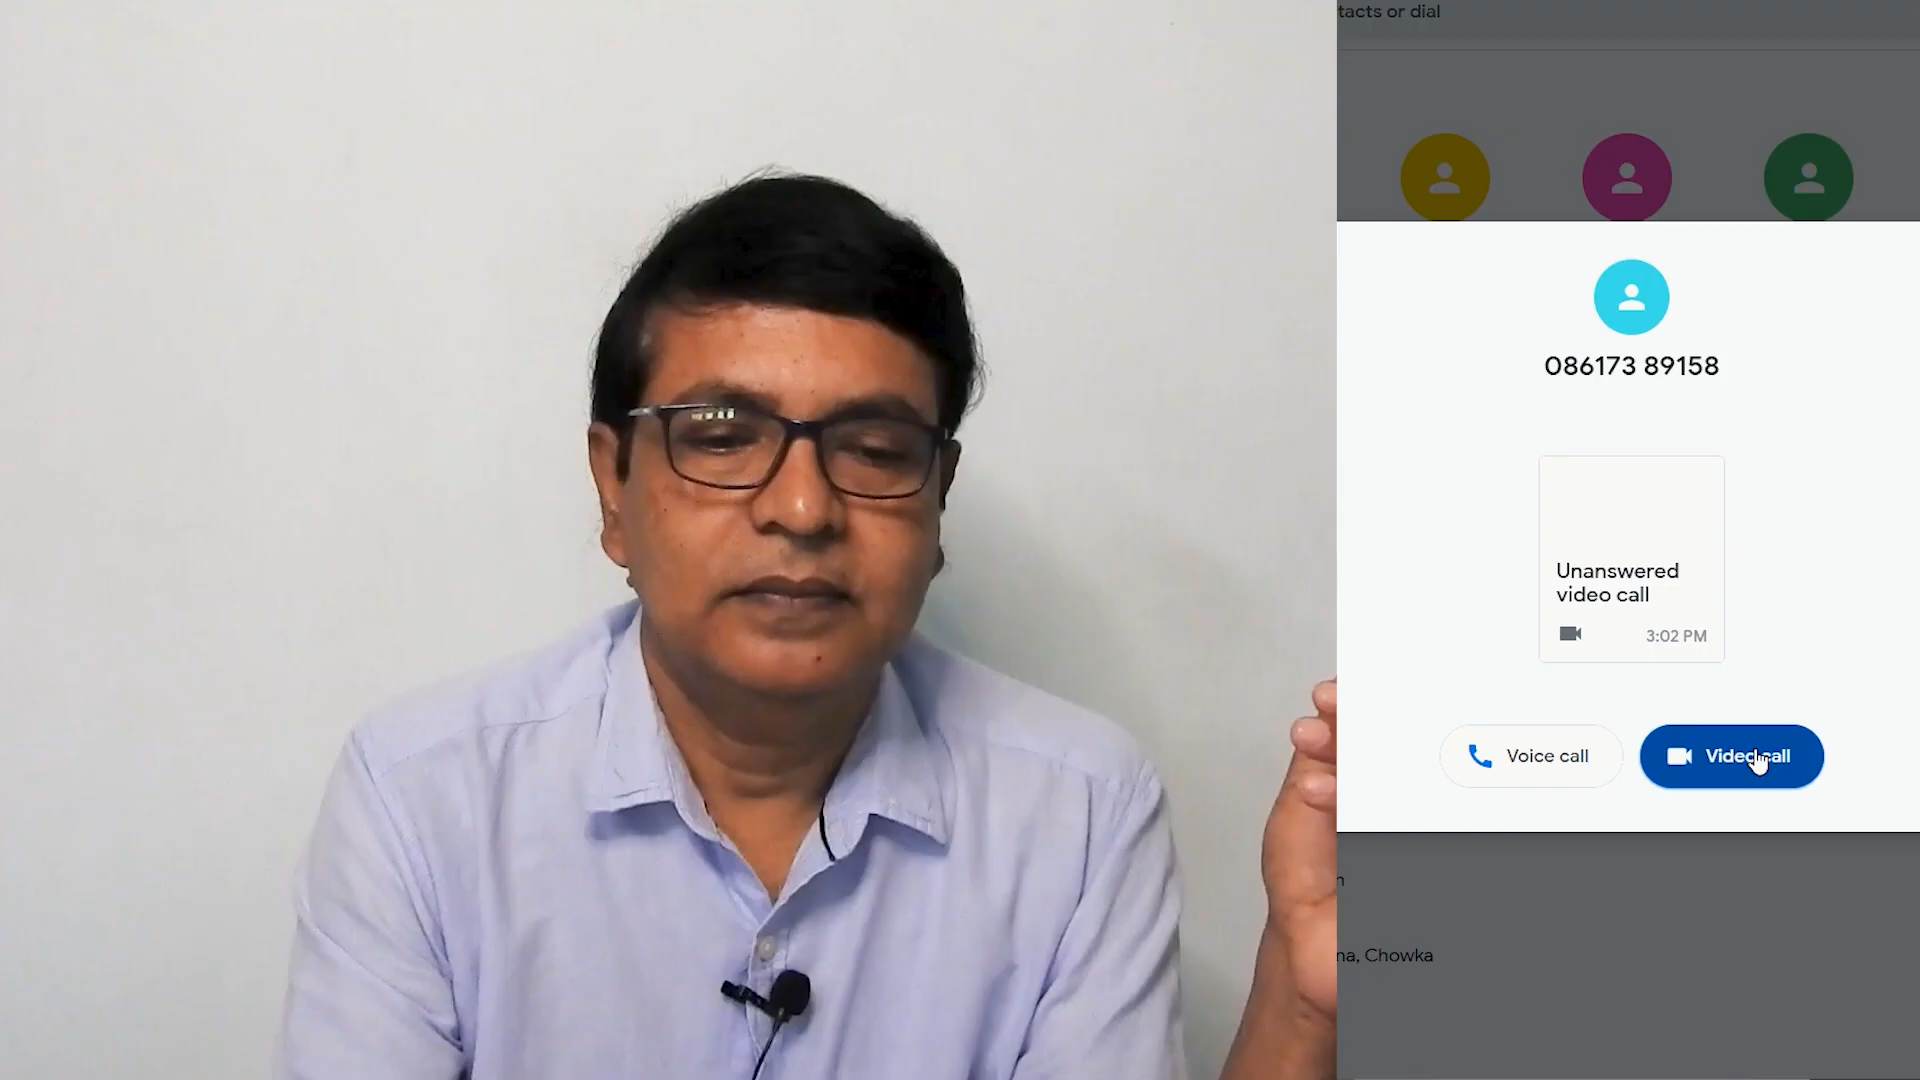 tacts or dial
086173 89158
Unanswered
video call
3:02 PM
Voice call
Video call
n
na, Chowka